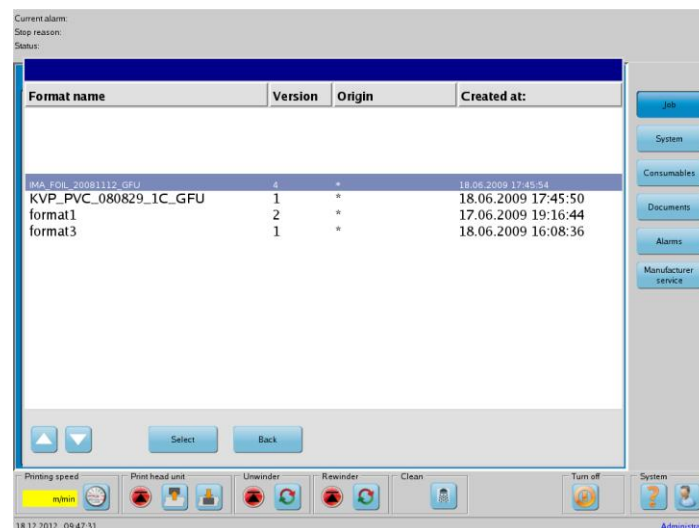 Current alarm:
Stop reason:
Status:
Format name Version Origin Created at:
IMA_FOIL_20081112_GFU 4 * 18.06.2009 17:45:54
KVP_PVC_080829_1C_GFU 1 * 18.06.2009 17:45:50
format1 2 * 17.06.2009 19:16:44
format3 1 * 18.06.2009 16:08:36
Job
System
Consumables
Documents
Alarms
Manufacturer
service
Select Back
Printing speed Print head unit Unwinder Rewinder Clean Turn off System
m/min
18.12.2012 09:47:31 Administr